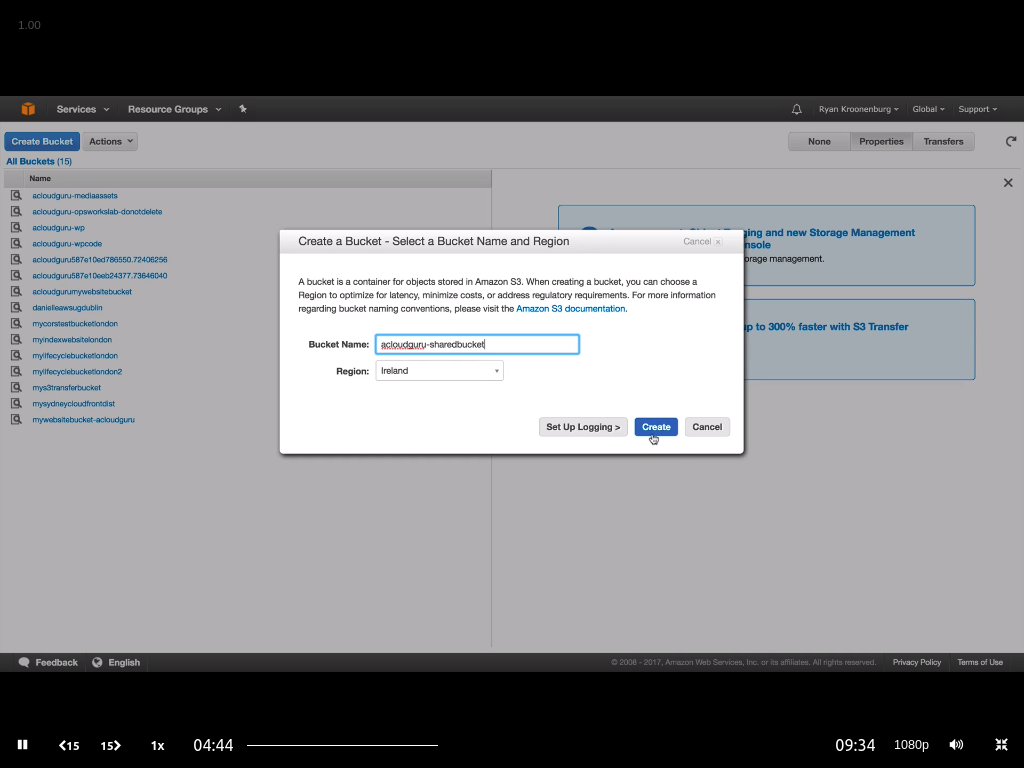 1.00
Services Resource Groups Ryan Kroonenburg Global Support
Create Bucket Actions None Properties Transfers
All Buckets (15)
Name
acloudguru-mediaassets
acloudguru-opsworkslab-donotdelete
acloudguru-wp
acloudguru-wpcode
acloudguru587e10ed786550.72406256
acloudguru587e10eeb24377.73646040
acloudgurumywebsitebucket
danielleawsugdublin
mycorstestbucketlondon
myindexwebsitelondon
mylifecyclebucketlondon
mylifecyclebucketlondon2
mys3transferbucket
mysydneycloudfrontdist
mywebsitebucket-acloudguru
ging and new Storage Management
nsole
orage management.
up to 300% faster with S3 Transfer
Create a Bucket - Select a Bucket Name and Region Cancel x
A bucket is a container for objects stored in Amazon S3. When creating a bucket, you can choose a
Region to optimize for latency, minimize costs, or address regulatory requirements. For more information
regarding bucket naming conventions, please visit the Amazon S3 documentation.
Bucket Name: acloudguru-sharedbucket
Region: Ireland
Set Up Logging > Create Cancel
Feedback English © 2008 - 2017, Amazon Web Services, Inc. or its affiliates. All rights reserved. Privacy Policy Terms of Use
15 15 1x 04:44 09:34 1080p